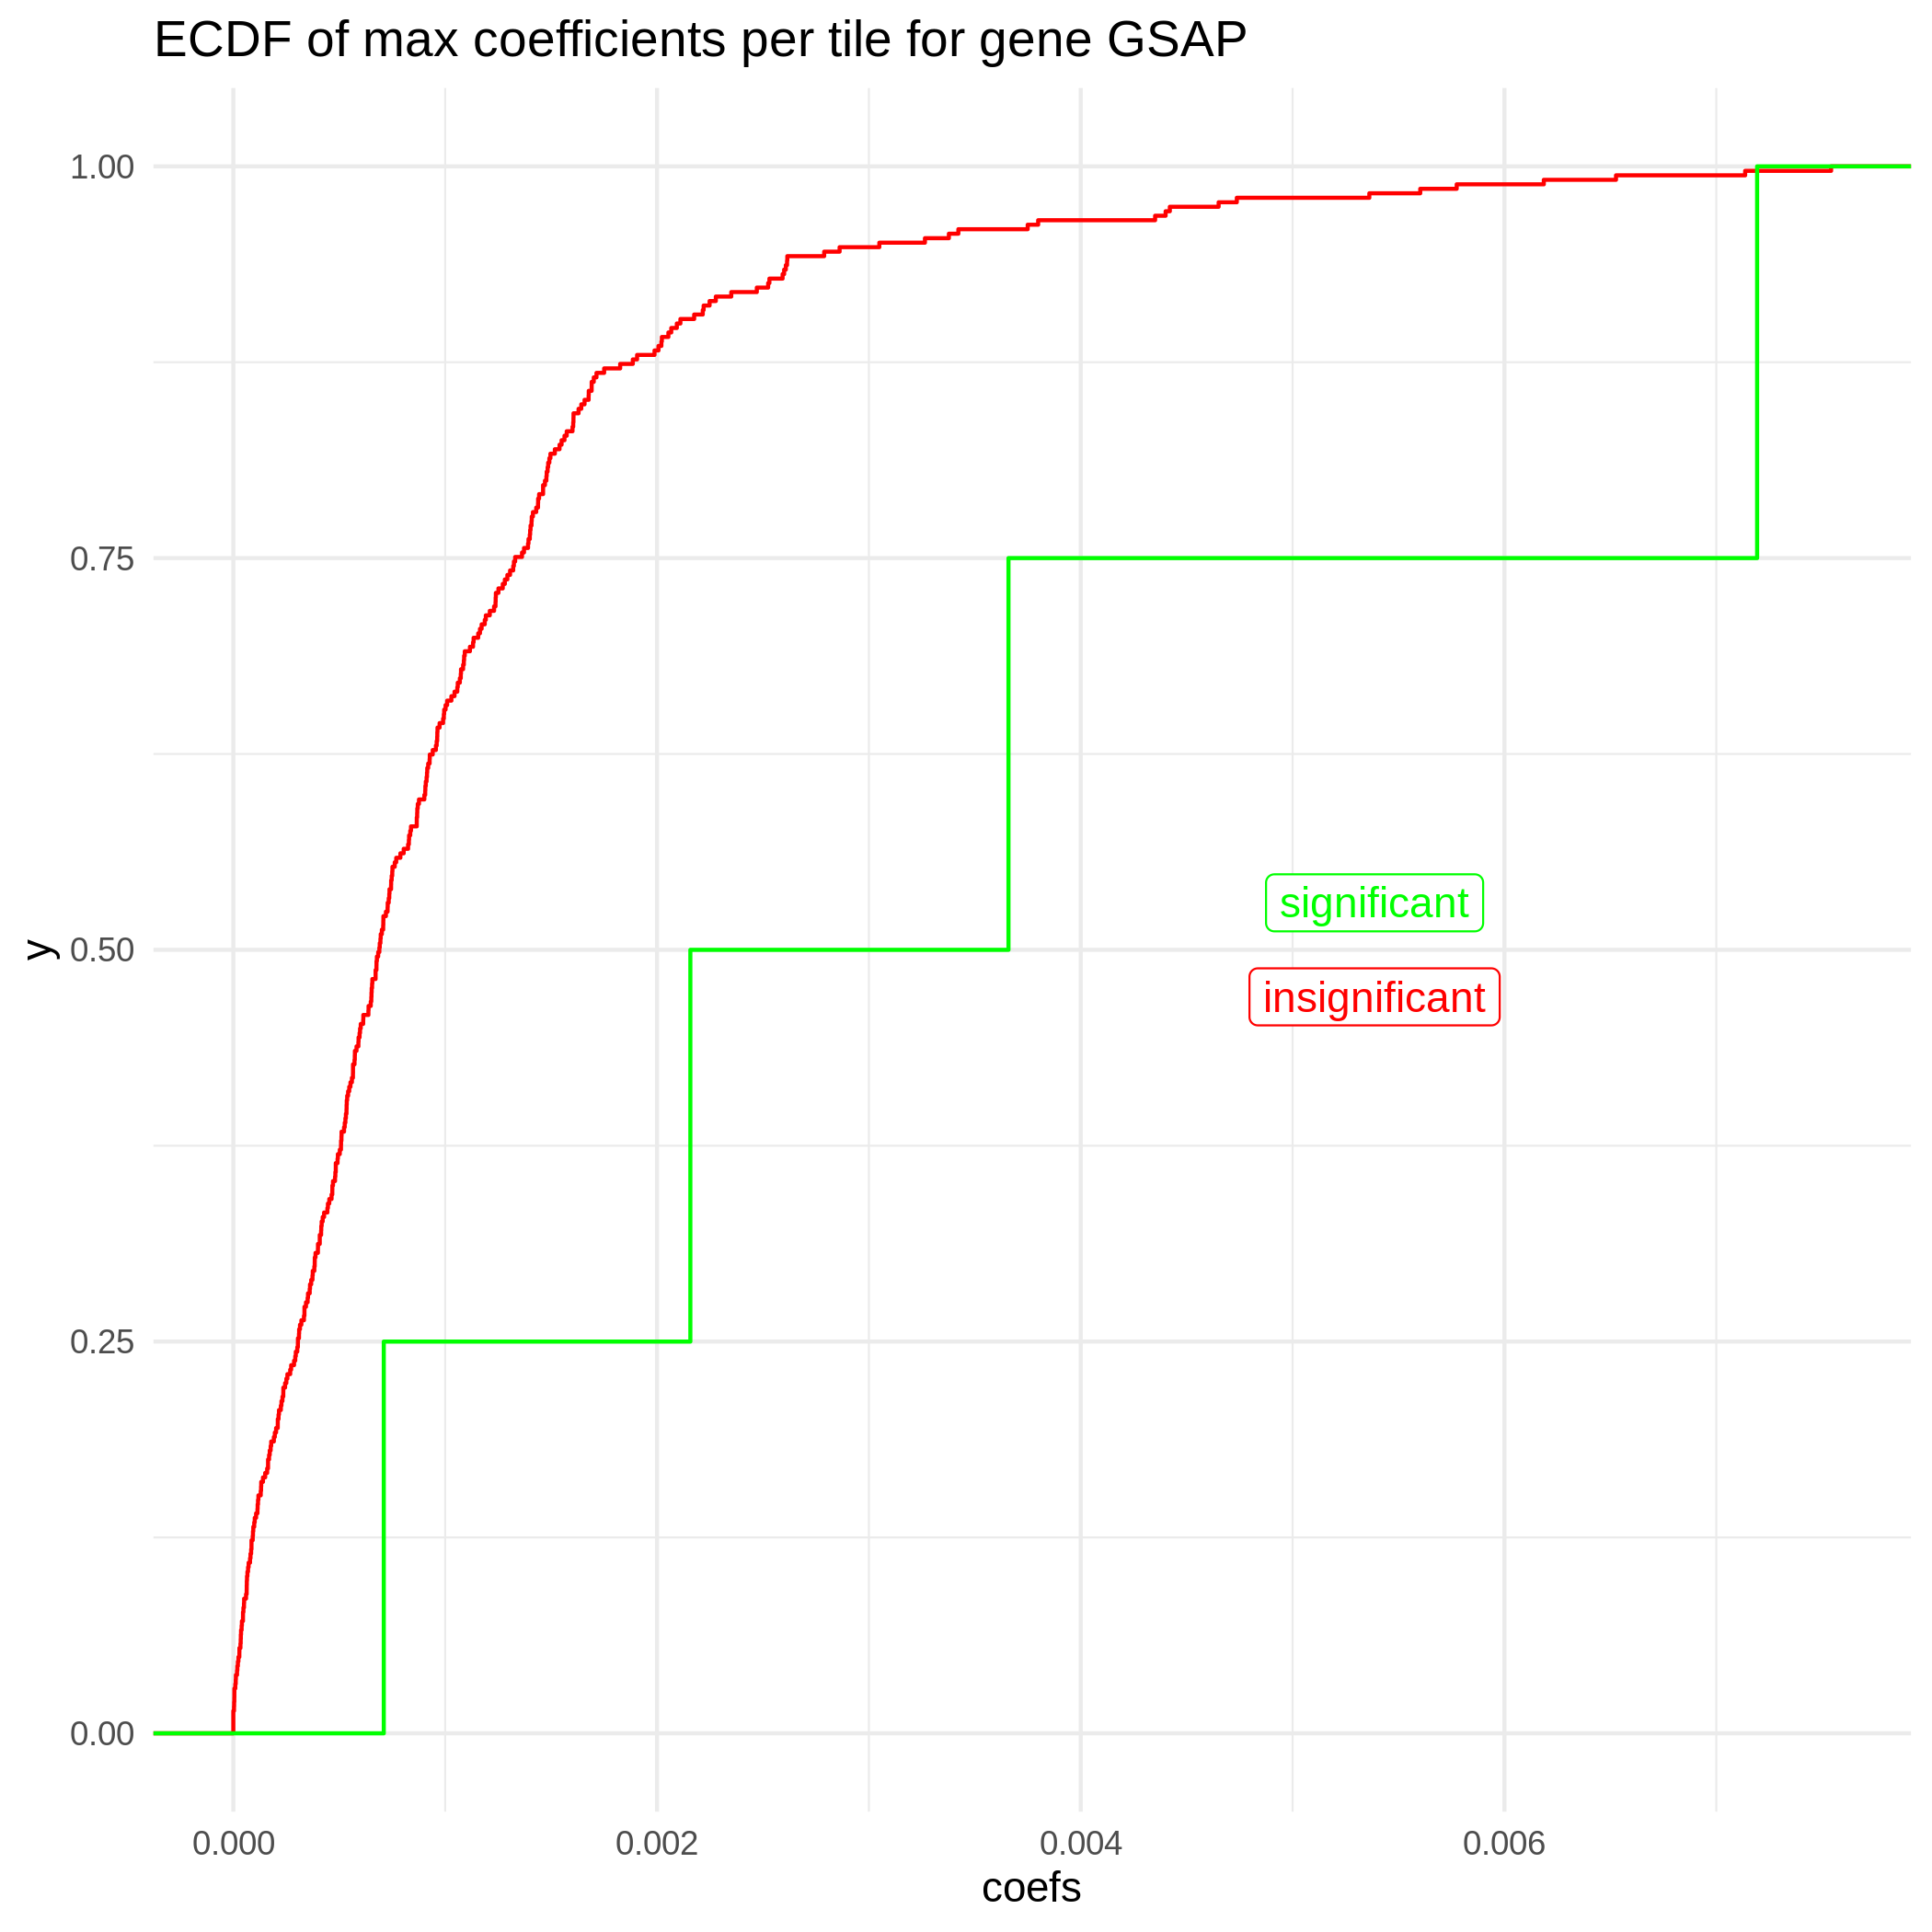 ECDF of max coefficients per tile for gene GSAP
1.00
0.75
0.50
0.25
0.00
y
significant
insignificant
0.000
0.002
0.004
0.006
coefs